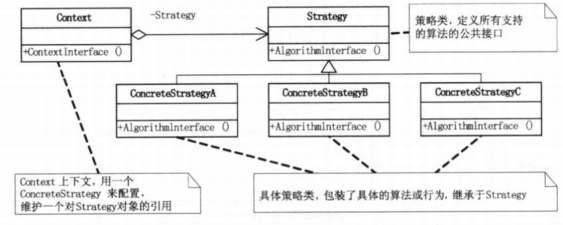 Context
-Strategy
Strategy
策略类，定义所有支持
的算法的公共接口
+ContextInterface ()
+AlgorithmInterface ()
ConcreteStrategyA
ConcreteStrategyB
ConcreteStrategyC
+AlgorithmInterface ()
+AlgorithmInterface ()
+AlgorithmInterface ()
Context 上下文，用一个
ConcreteStrategy 来配置，
维护一个对Strategy对象的引用
具体策略类，包装了具体的算法或行为，继承于Strategy